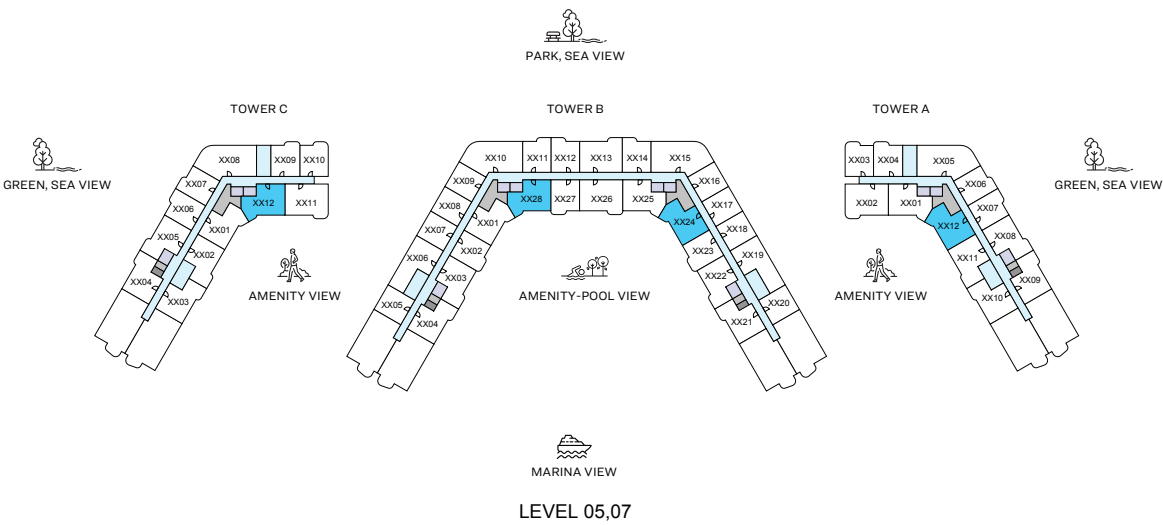 PARK, SEA VIEW
TOWER C
TOWER B
TOWER A
GREEN, SEA VIEW
GREEN, SEA VIEW
XX08
XX09
XX10
XX07
XX06
XX05
XX04
XX03
XX02
XX01
XX12
XX11
XX10
XX11
XX12
XX13
XX14
XX15
XX09
XX08
XX07
XX06
XX05
XX04
XX03
XX02
XX01
XX28
XX27
XX26
XX25
XX24
XX16
XX17
XX18
XX19
XX20
XX21
XX22
XX23
XX03
XX04
XX05
XX02
XX01
XX06
XX07
XX08
XX09
XX10
XX11
XX12
AMENITY VIEW
AMENITY-POOL VIEW
AMENITY VIEW
MARINA VIEW
LEVEL 05,07